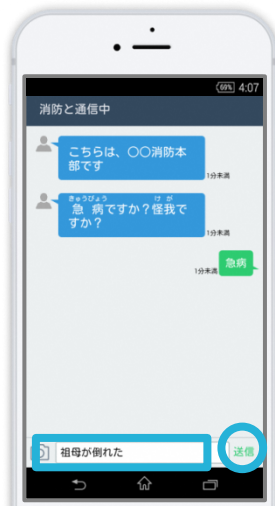 69% 4:07
消防と通信中
こちらは、〇〇消防本
部です
1分未満
きゅうびょう けが
急病ですか?怪我で
すか?
1分未満
急病
1分未満
祖母が倒れた
送信